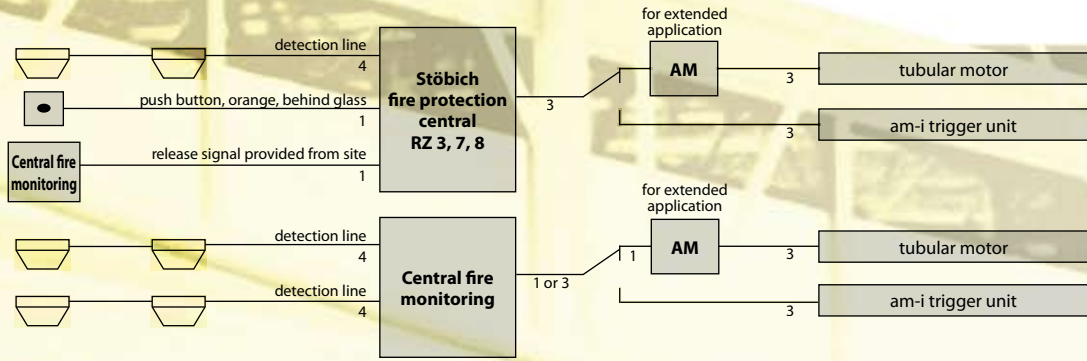 for extended
application
detection line
4
push button, orange, behind glass
1
Central fire
monitoring
release signal provided from site
1
Stöbich
fire protection
central
RZ 3, 7, 8
3
AM
3
tubular motor
3
am-i trigger unit
for extended
application
detection line
4
detection line
4
Central fire
monitoring
1 or 3
1
AM
3
tubular motor
3
am-i trigger unit